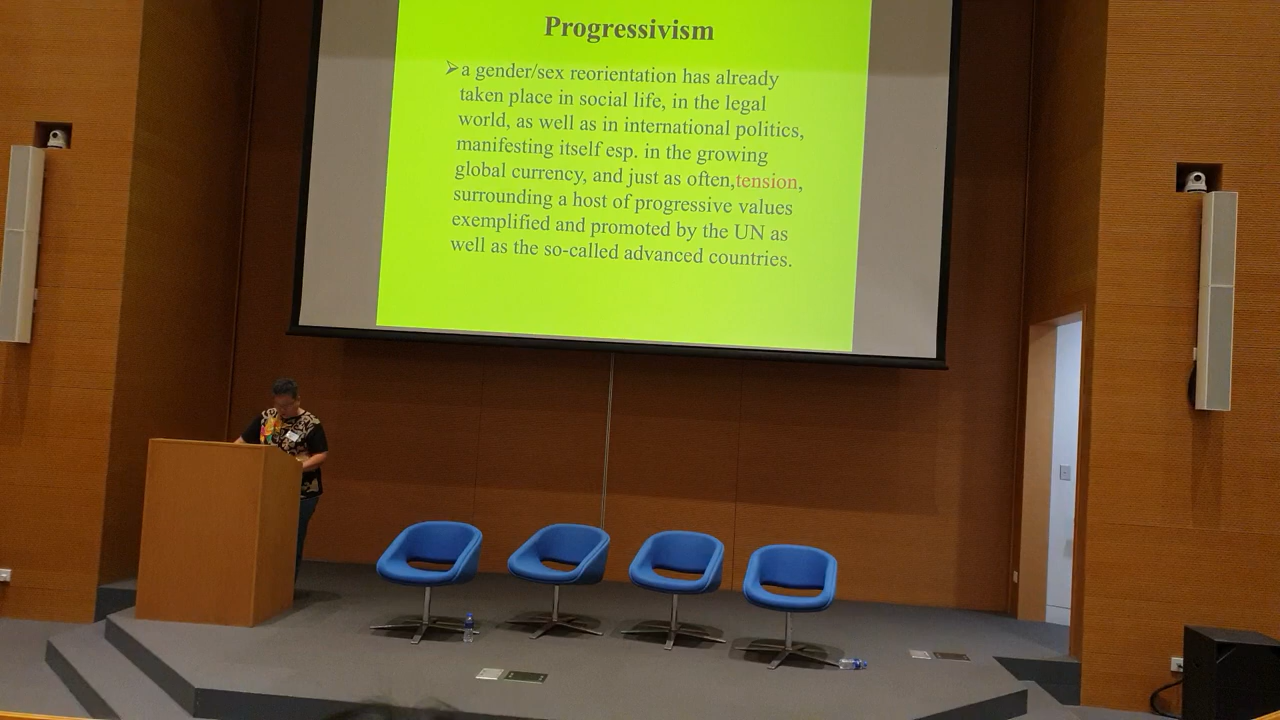 Progressivism
➢a gender/sex reorientation has already
taken place in social life, in the legal
world, as well as in international politics,
manifesting itself esp. in the growing
global currency, and just as often,tension,
surrounding a host of progressive values
exemplified and promoted by the UN as
well as the so-called advanced countries.